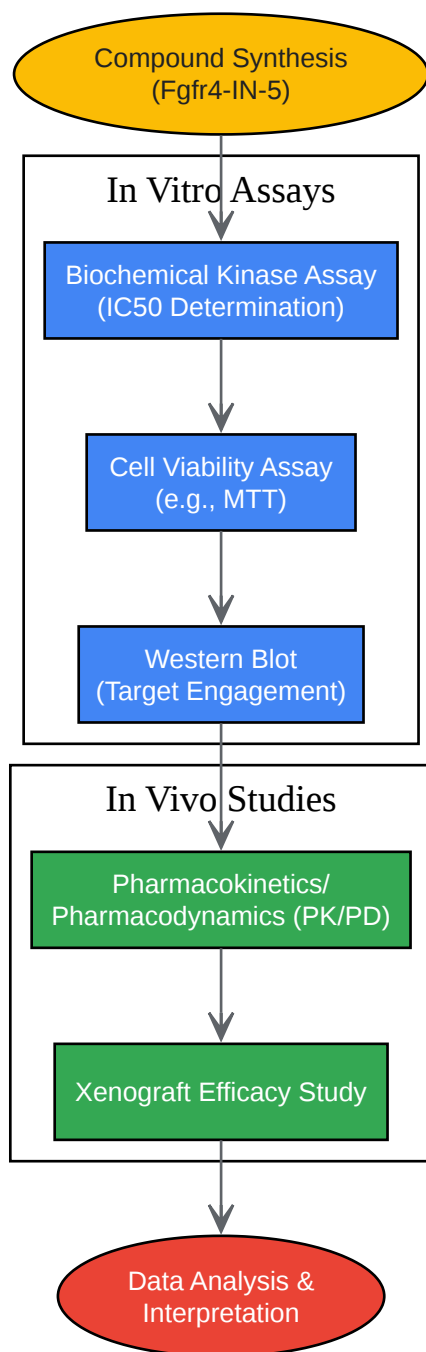 Compound Synthesis
(Fgfr4-IN-5)
In Vitro Assays
Biochemical Kinase Assay
(IC50 Determination)
Cell Viability Assay
(e.g., MTT)
Western Blot
(Target Engagement)
In Vivo Studies
Pharmacokinetics/
Pharmacodynamics (PK/PD)
Xenograft Efficacy Study
Data Analysis &
Interpretation